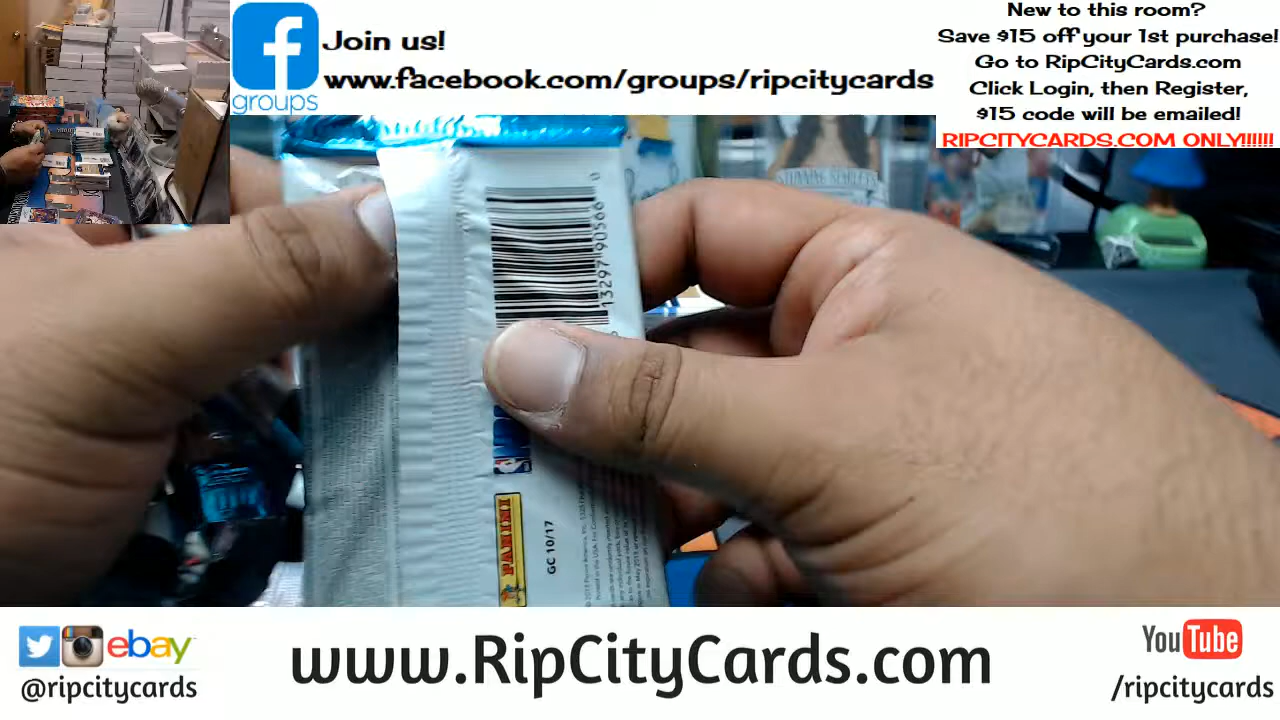 Join us!
www.facebook.com/groups/ripcitycards
groups
New to this room?
Save $15 off your 1st purchase!
Go to RipCityCards.com
Click Login, then Register,
$15 code will be emailed!
RIPCITYCARDS.COM ONLY!!!!!!
13297 90566
PANINI
GC 10/17
ebay
@ripcitycards
www.RipCityCards.com
YouTube
/ripcitycards